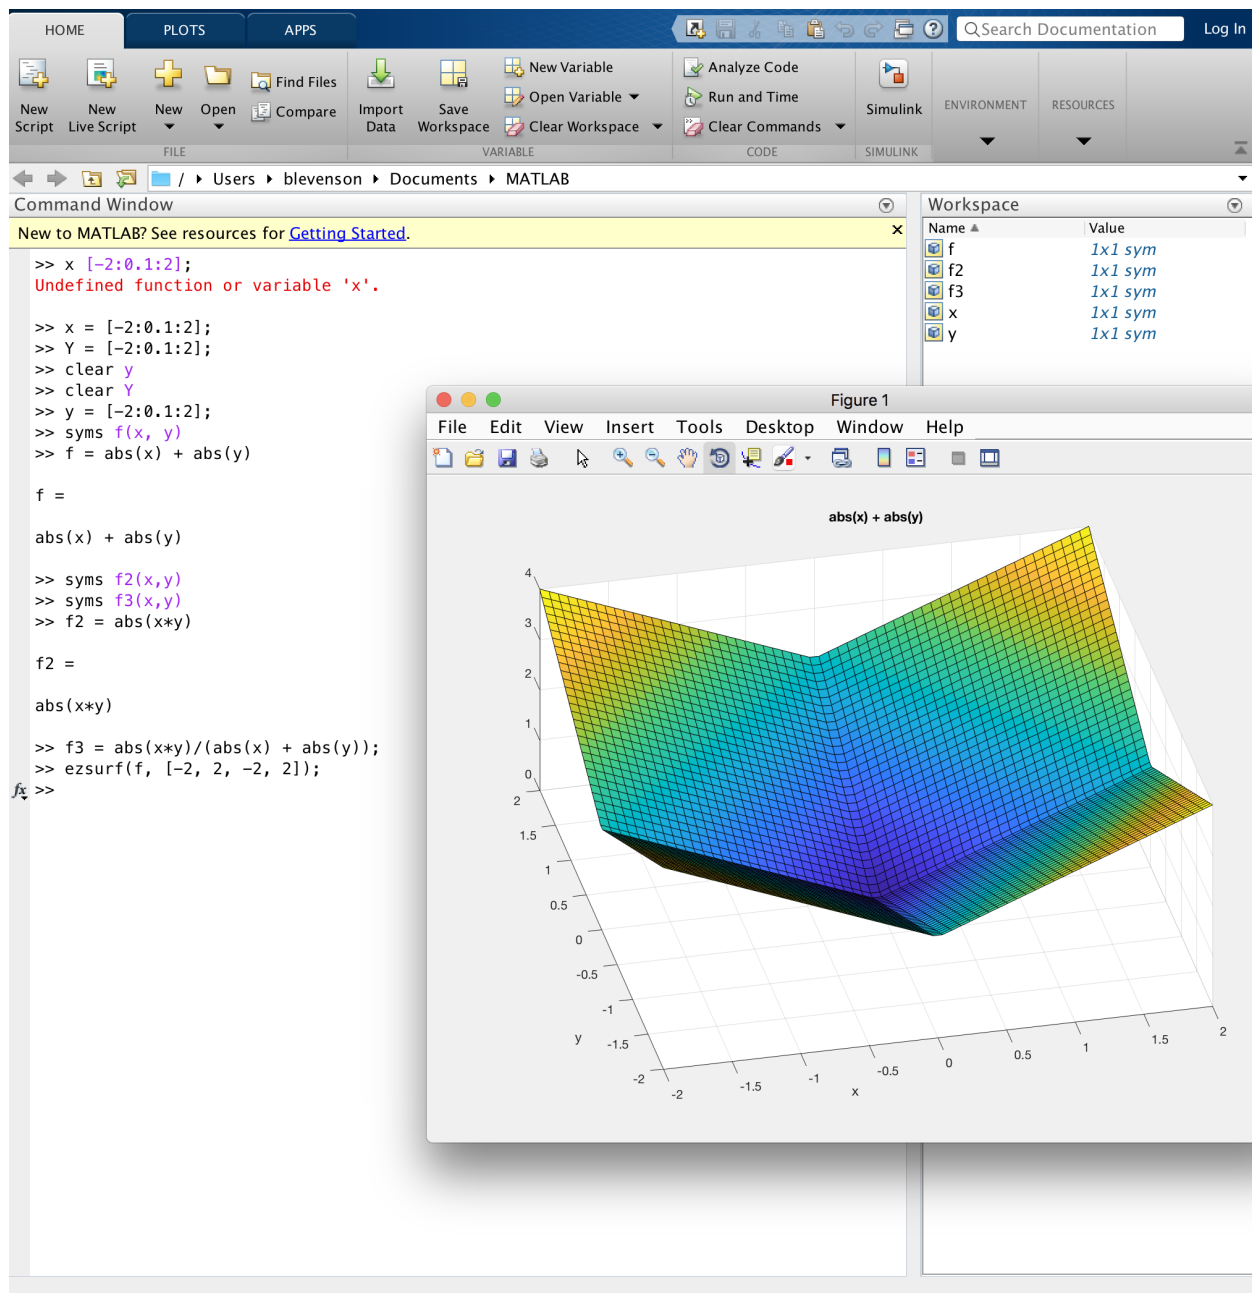 HOME PLOTS APPS
Search Documentation Log In
New Script
New Live Script
New
Open
Find Files
Compare
Import Data
Save Workspace
New Variable
Open Variable
Clear Workspace
Analyze Code
Run and Time
Clear Commands
Simulink
ENVIRONMENT
RESOURCES
FILE VARIABLE CODE SIMULINK
/ Users blevenson Documents MATLAB
Command Window
New to MATLAB? See resources for Getting Started.
>> x [-2:0.1:2];
Undefined function or variable 'x'.
>> x = [-2:0.1:2];
>> Y = [-2:0.1:2];
>> clear y
>> clear Y
>> y = [-2:0.1:2];
>> syms f(x, y)
>> f = abs(x) + abs(y)
f =
abs(x) + abs(y)
>> syms f2(x,y)
>> syms f3(x,y)
>> f2 = abs(x*y)
f2 =
abs(x*y)
>> f3 = abs(x*y)/(abs(x) + abs(y));
>> ezsurf(f, [-2, 2, -2, 2]);
fx >>
Workspace
Name Value
f 1x1 sym
f2 1x1 sym
f3 1x1 sym
x 1x1 sym
y 1x1 sym
Figure 1
File Edit View Insert Tools Desktop Window Help
abs(x) + abs(y)
4
3
2
1
0
2
1.5
1
0.5
0
-0.5
-1
-1.5
-2
y
-2 -1.5 -1 -0.5 0 0.5 1 1.5 2
x